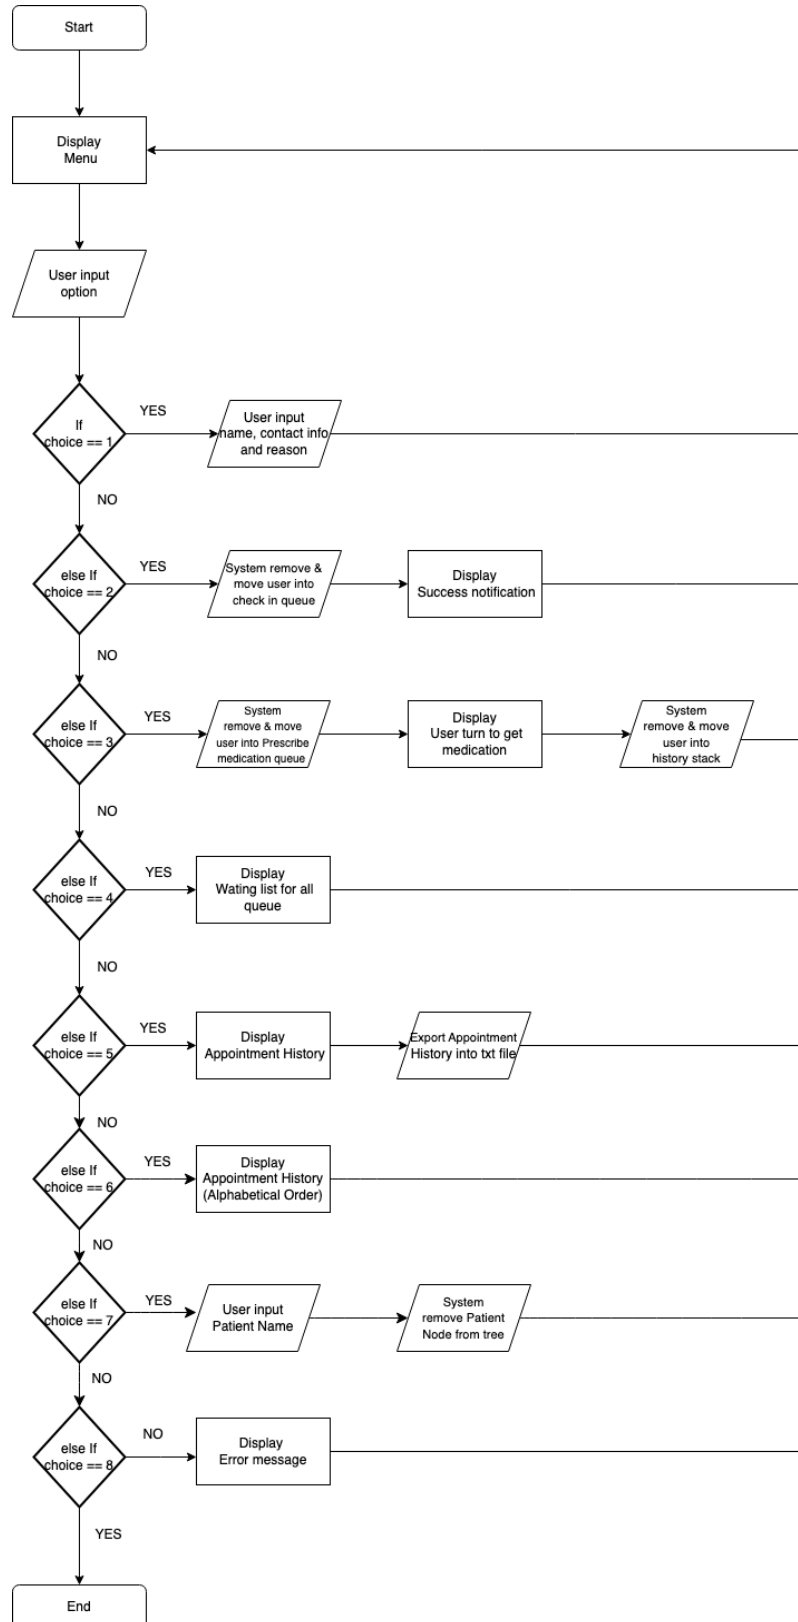 Start
Display
Menu
User input
option
If
choice == 1
YES
User input
name, contact info
and reason
NO
else If
choice == 2
YES
System remove &
move user into
check in queue
Display
Success notification
NO
else If
choice == 3
YES
System
remove & move
user into Prescribe
medication queue
Display
User turn to get
medication
System
remove & move
user into
history stack
NO
else If
choice == 4
YES
Display
Wating list for all
queue
NO
else If
choice == 5
YES
Display
Appointment History
Export Appointment
History into txt file
NO
else If
choice == 6
YES
Display
Appointment History
(Alphabetical Order)
NO
else If
choice == 7
YES
User input
Patient Name
System
remove Patient
Node from tree
NO
else If
choice == 8
NO
Display
Error message
YES
End